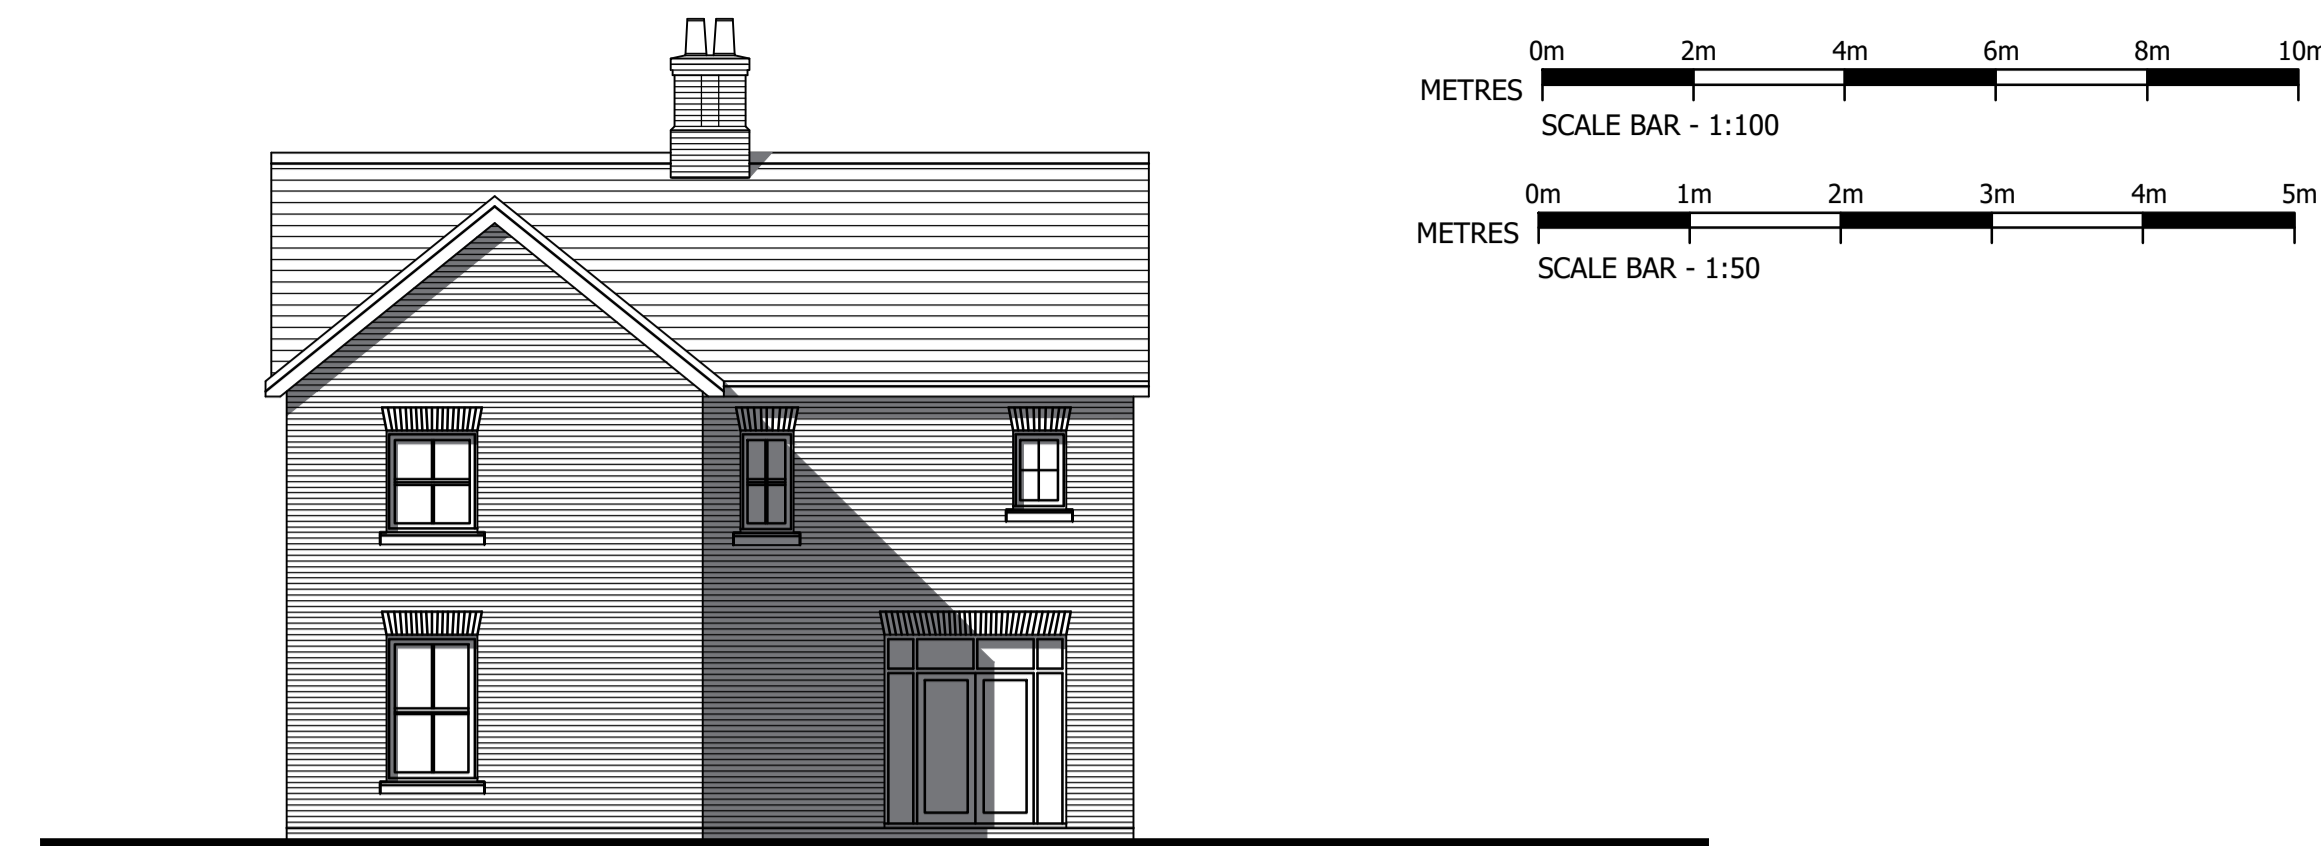 0m 2m 4m 6m 8m 10m
METRES
SCALE BAR - 1:100
0m 1m 2m 3m 4m 5m
METRES
SCALE BAR - 1:50